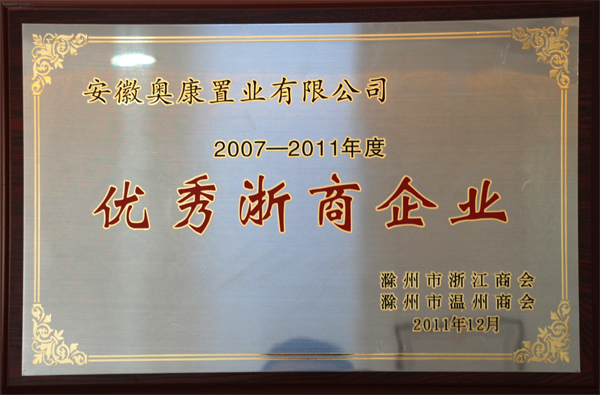 安徽奥康置业有限公司
2007—2011年度
优秀浙商企业
滁州市浙江商会
滁州市温州商会
2011年12月